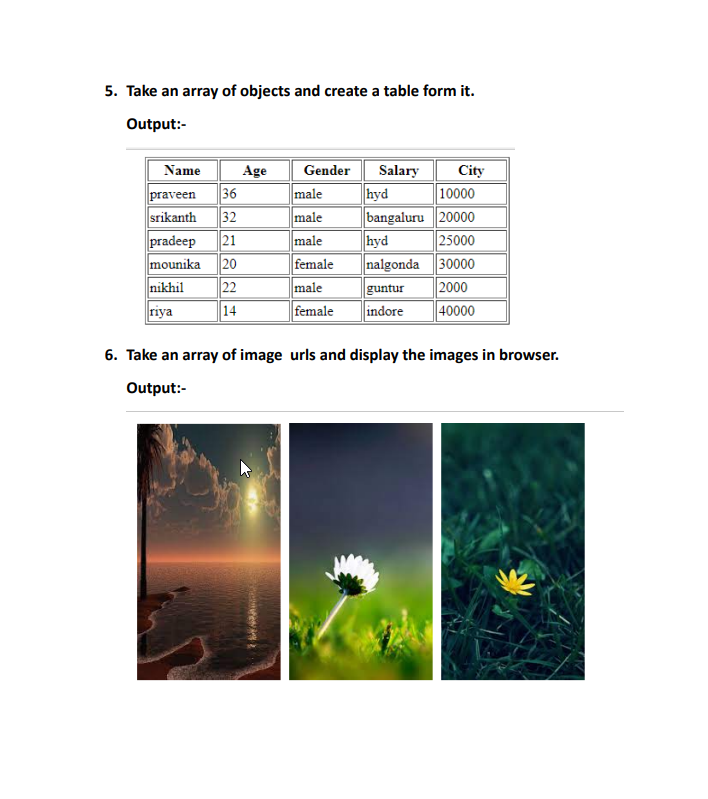 5. Take an array of objects and create a table form it.
Output:-
Name Age Gender Salary City
praveen 36 male hyd 10000
srikanth 32 male bangaluru 20000
pradeep 21 male hyd 25000
mounika 20 female nalgonda 30000
nikhil 22 male guntur 2000
riya 14 female indore 40000
6. Take an array of image urls and display the images in browser.
Output:-